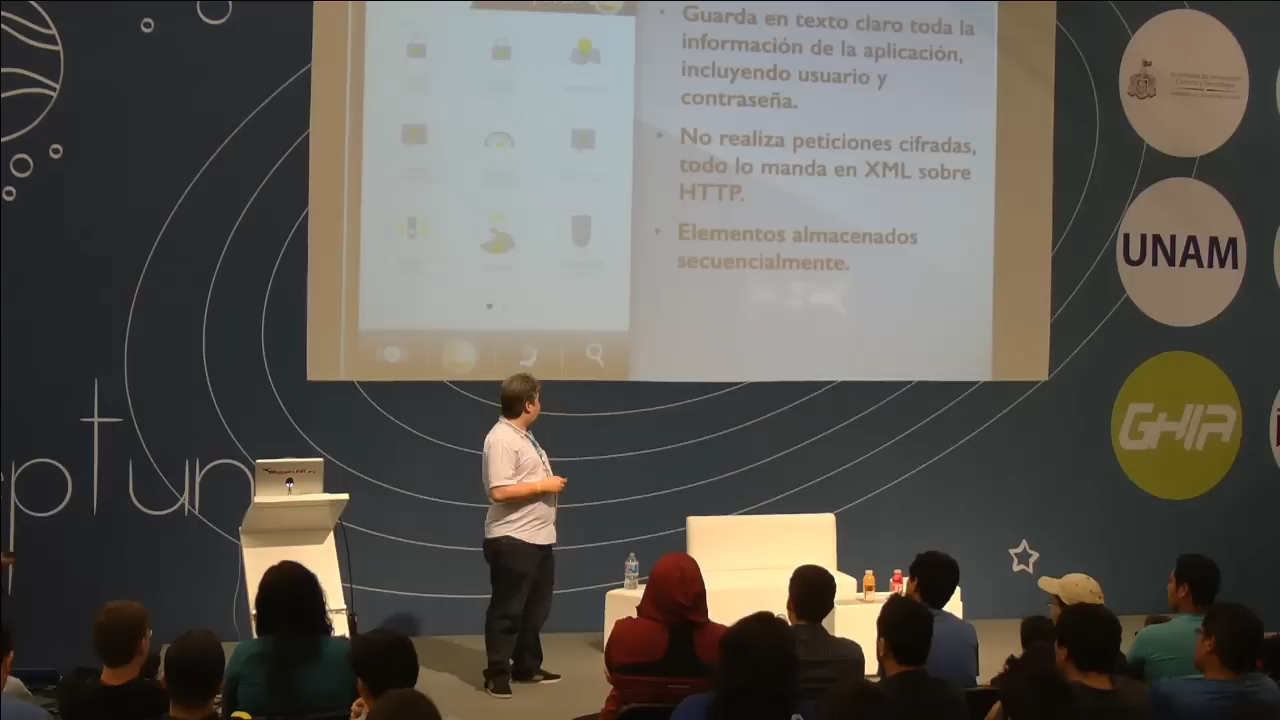 Guarda en texto claro toda la
información de la aplicación,
incluyendo usuario y
contraseña.
No realiza peticiones cifradas,
todo lo manda en XML sobre
HTTP.
Elementos almacenados
secuencialmente.
UNAM
GHIA
ptun